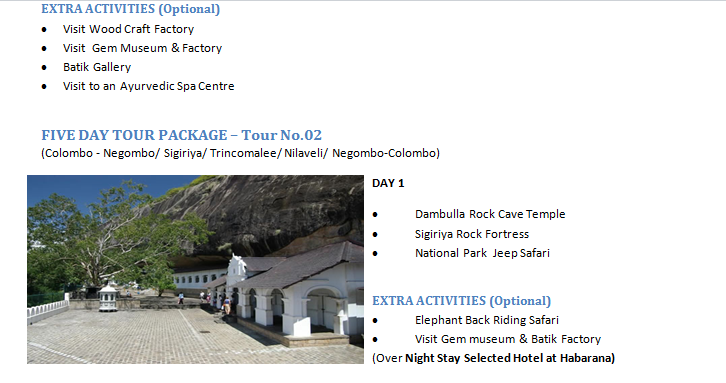 EXTRA ACTIVITIES (Optional)
• Visit Wood Craft Factory
• Visit Gem Museum & Factory
• Batik Gallery
• Visit to an Ayurvedic Spa Centre
FIVE DAY TOUR PACKAGE – Tour No.02
(Colombo - Negombo/ Sigiriya/ Trincomalee/ Nilaveli/ Negombo-Colombo)
DAY 1
• Dambulla Rock Cave Temple
• Sigiriya Rock Fortress
• National Park Jeep Safari
EXTRA ACTIVITIES (Optional)
• Elephant Back Riding Safari
• Visit Gem museum & Batik Factory
(Over Night Stay Selected Hotel at Habarana)